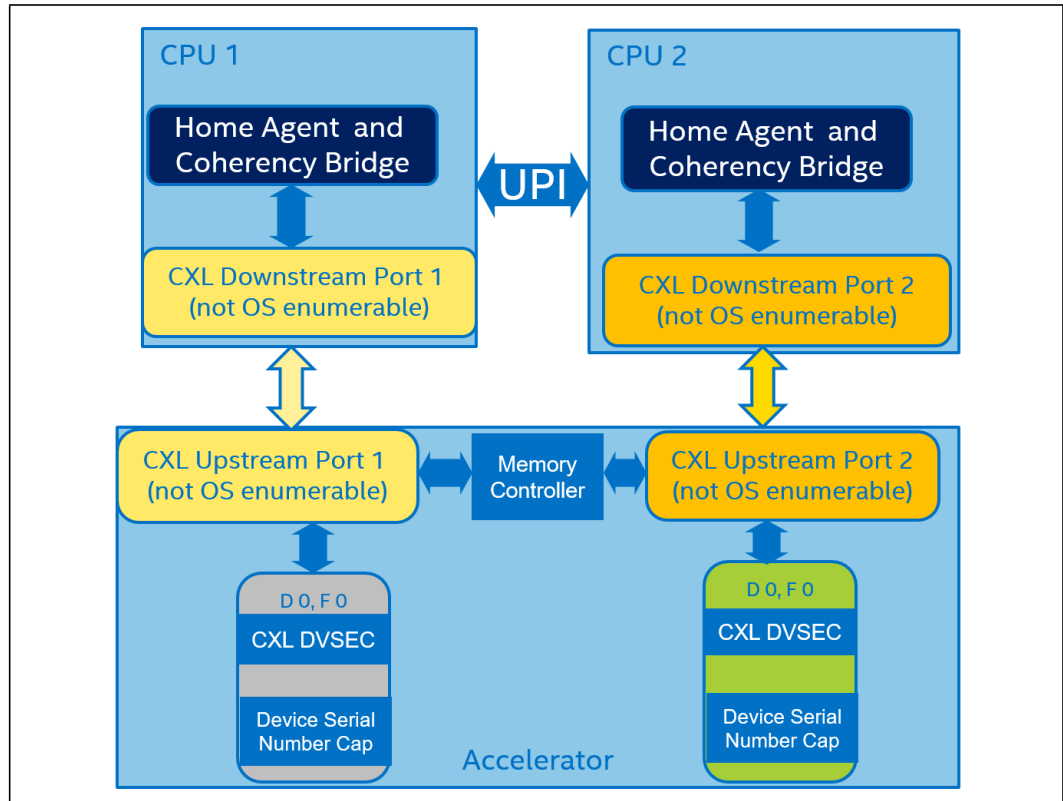 CPU 1
Home Agent and
Coherency Bridge
CXL Downstream Port 1
(not OS enumerable)
UPI
CPU 2
Home Agent and
Coherency Bridge
CXL Downstream Port 2
(not OS enumerable)
CXL Upstream Port 1
(not OS enumerable)
Memory
Controller
CXL Upstream Port 2
(not OS enumerable)
D 0, F 0
CXL DVSEC
Device Serial
Number Cap
D 0, F 0
CXL DVSEC
Device Serial
Number Cap
Accelerator